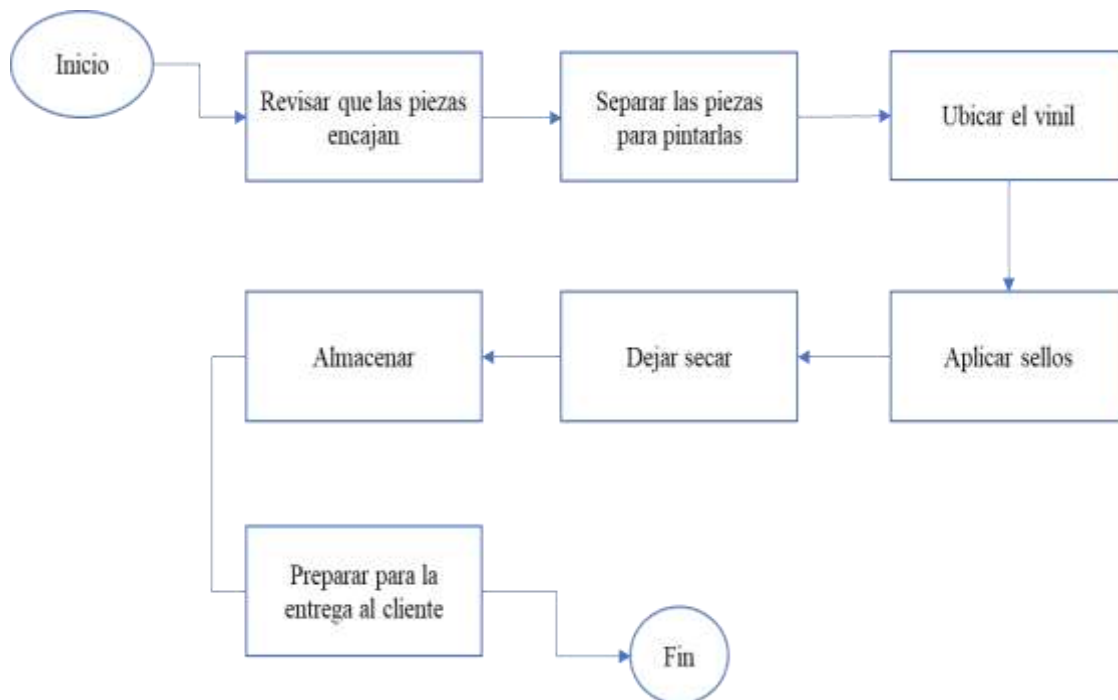 Inicio
Revisar que las piezas
encajan
Separar las piezas
para pintarlas
Ubicar el vinil
Aplicar sellos
Dejar secar
Almacenar
Preparar para la
entrega al cliente
Fin